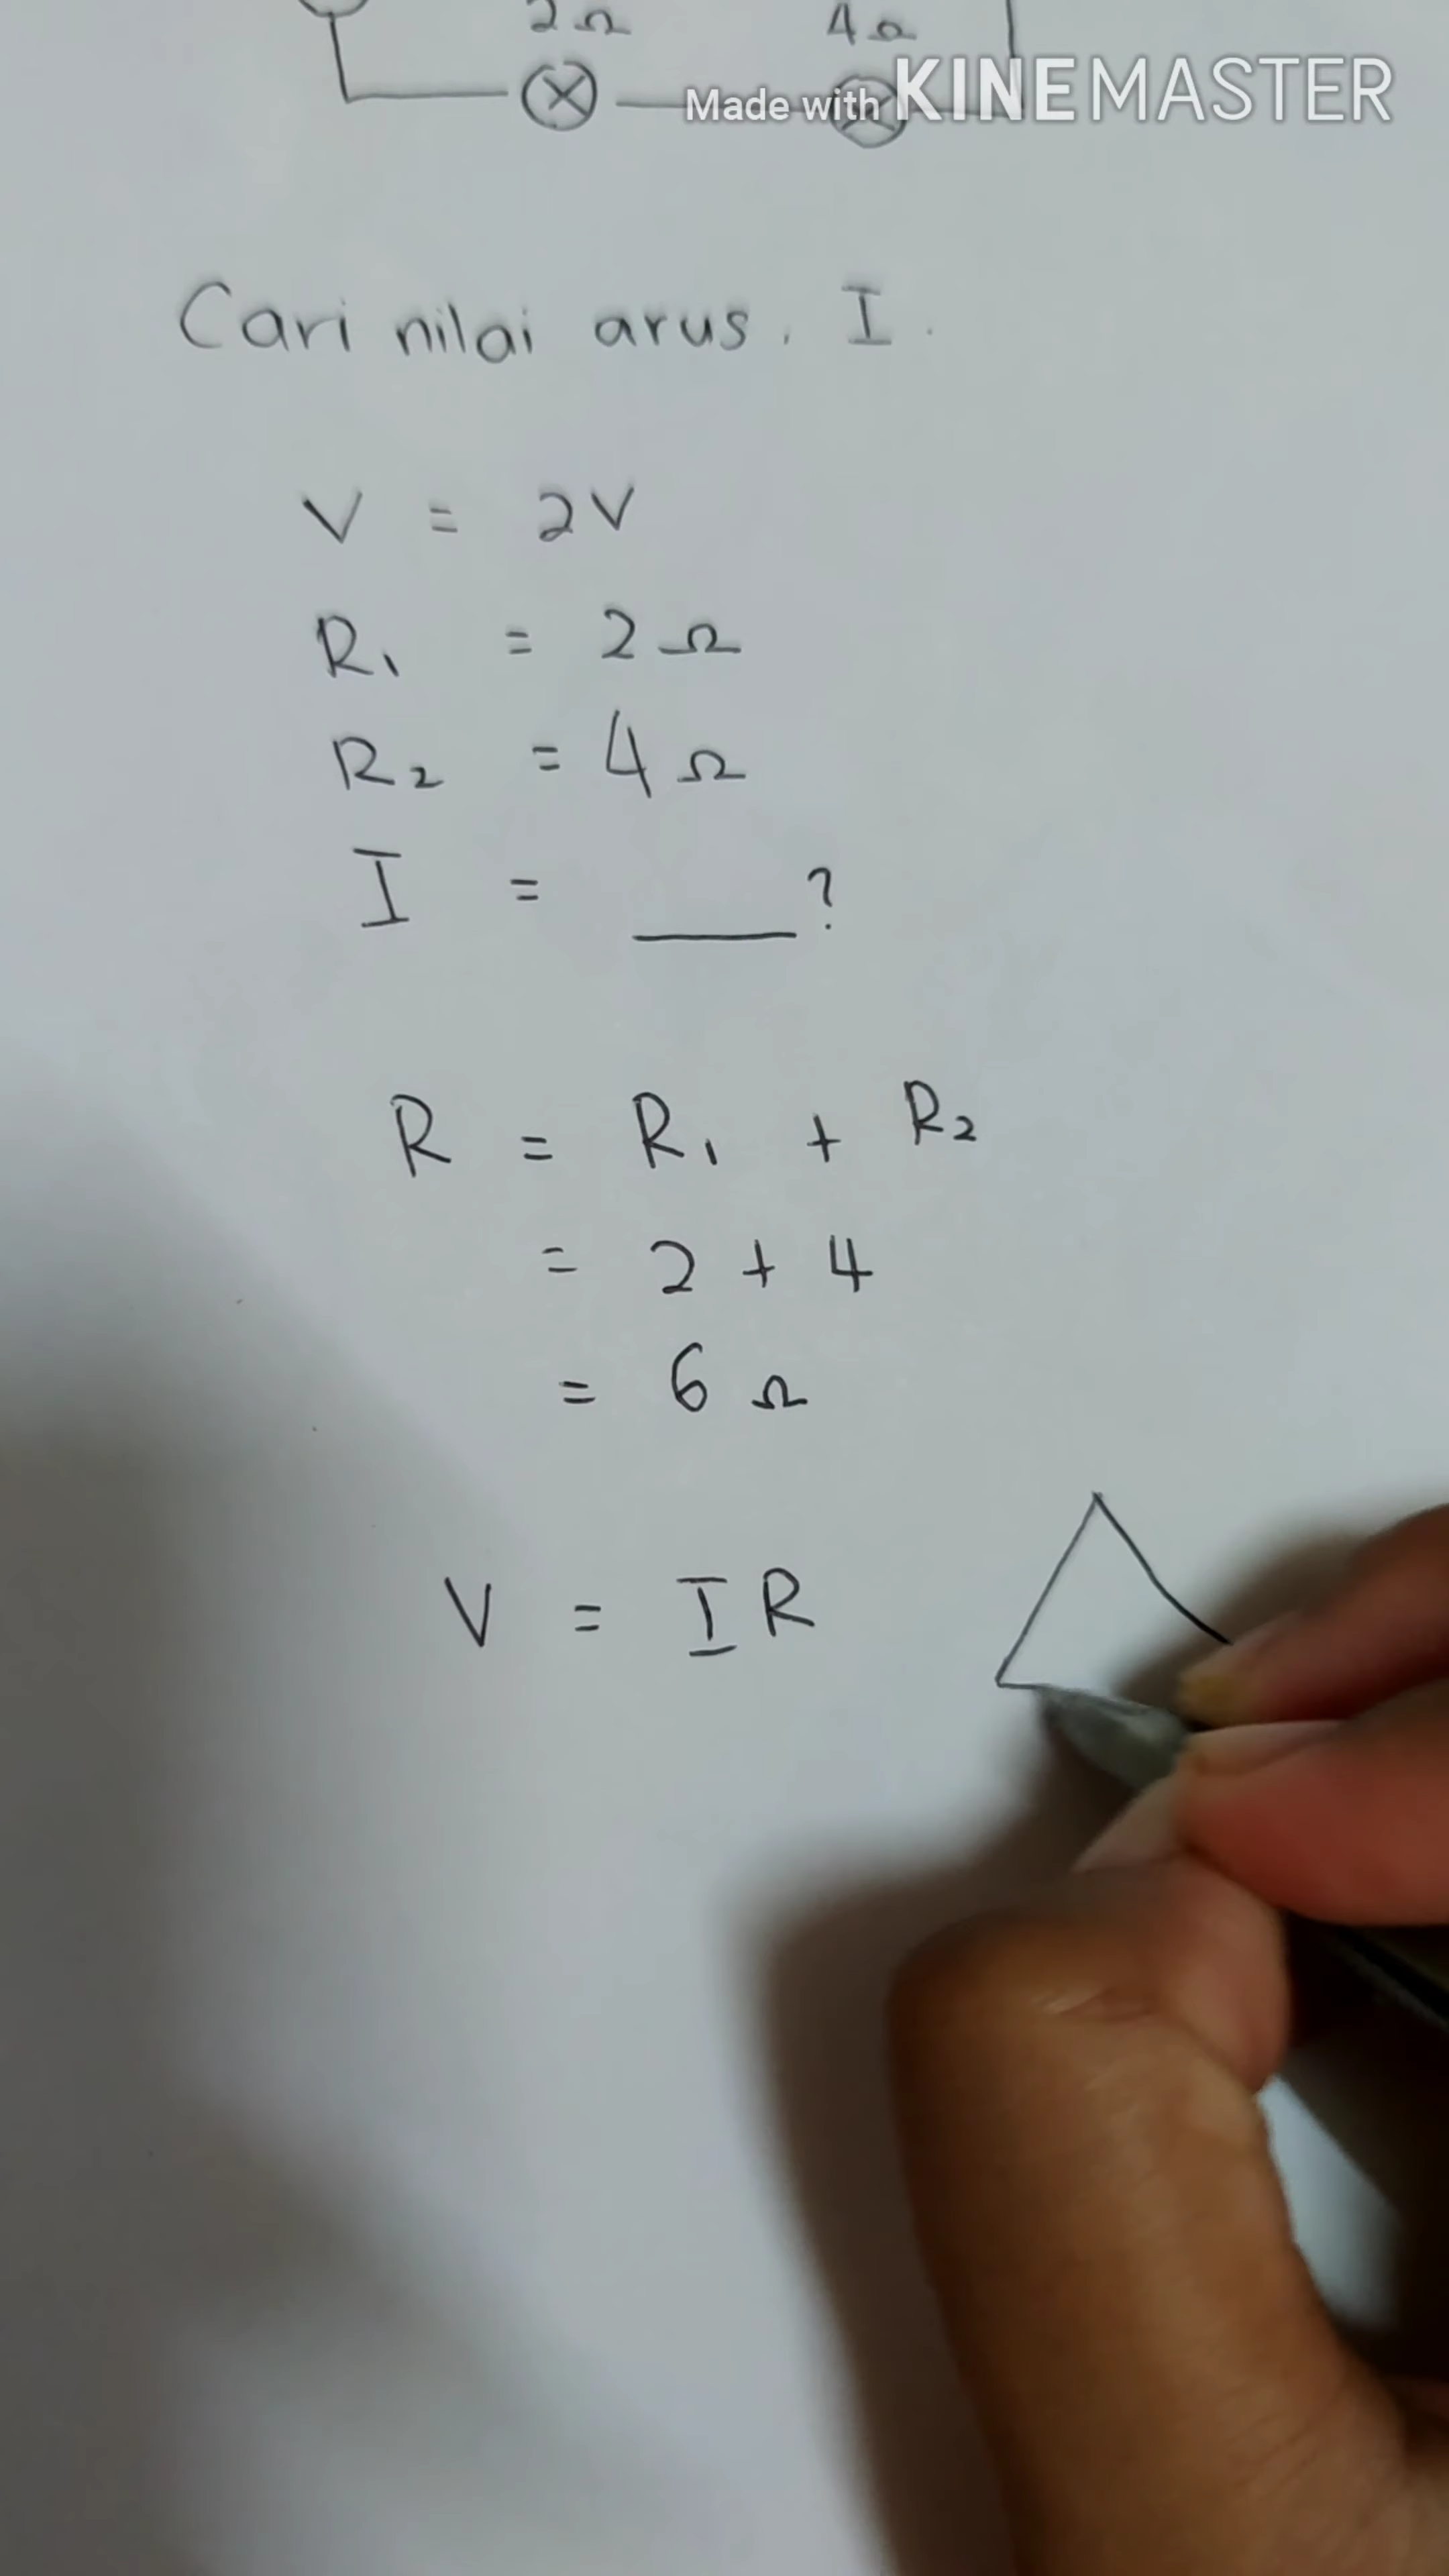 2Ω 4Ω
Made with KINEMASTER
Cari nilai arus, I.
V = 2V
R₁ = 2Ω
R₂ = 4Ω
I = ____?
R = R₁ + R₂
= 2 + 4
= 6 Ω
V = IR